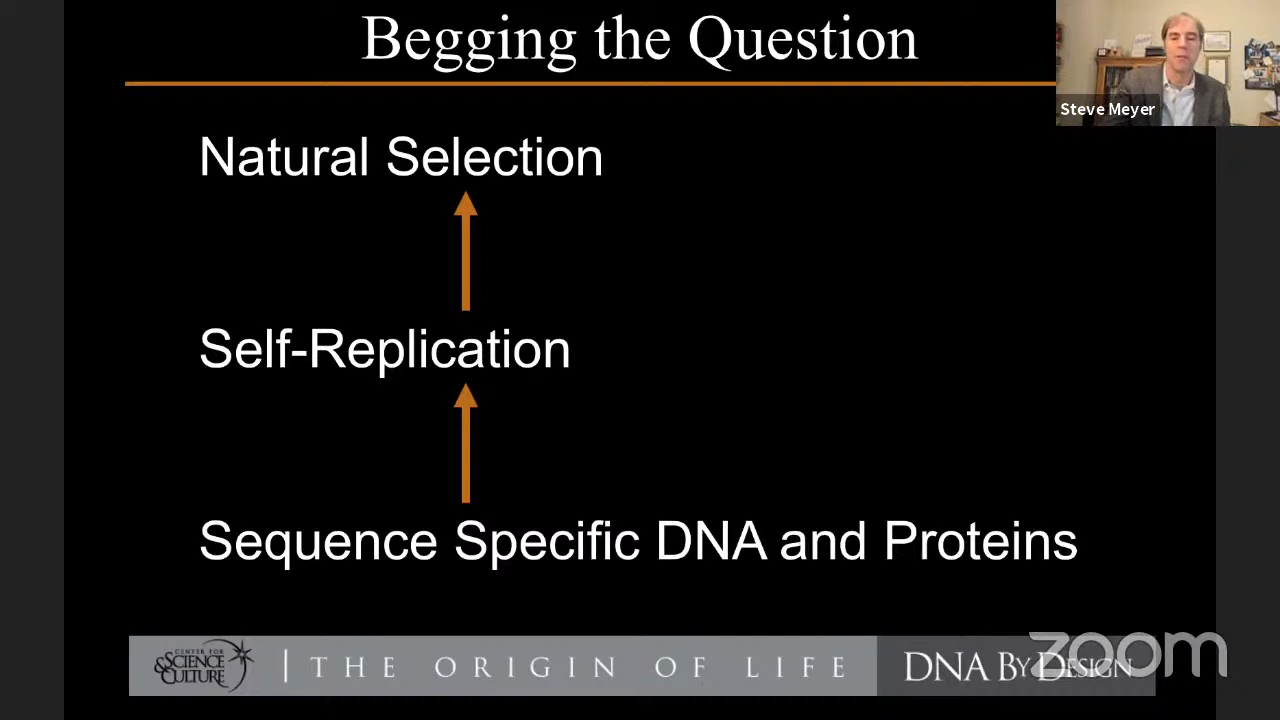 Begging the Question
Steve Meyer
Natural Selection
Self-Replication
Sequence Specific DNA and Proteins
CENTER FOR
SCIENCE
& CULTURE
THE ORIGIN OF LIFE
DNA BY DESIGN
zoom